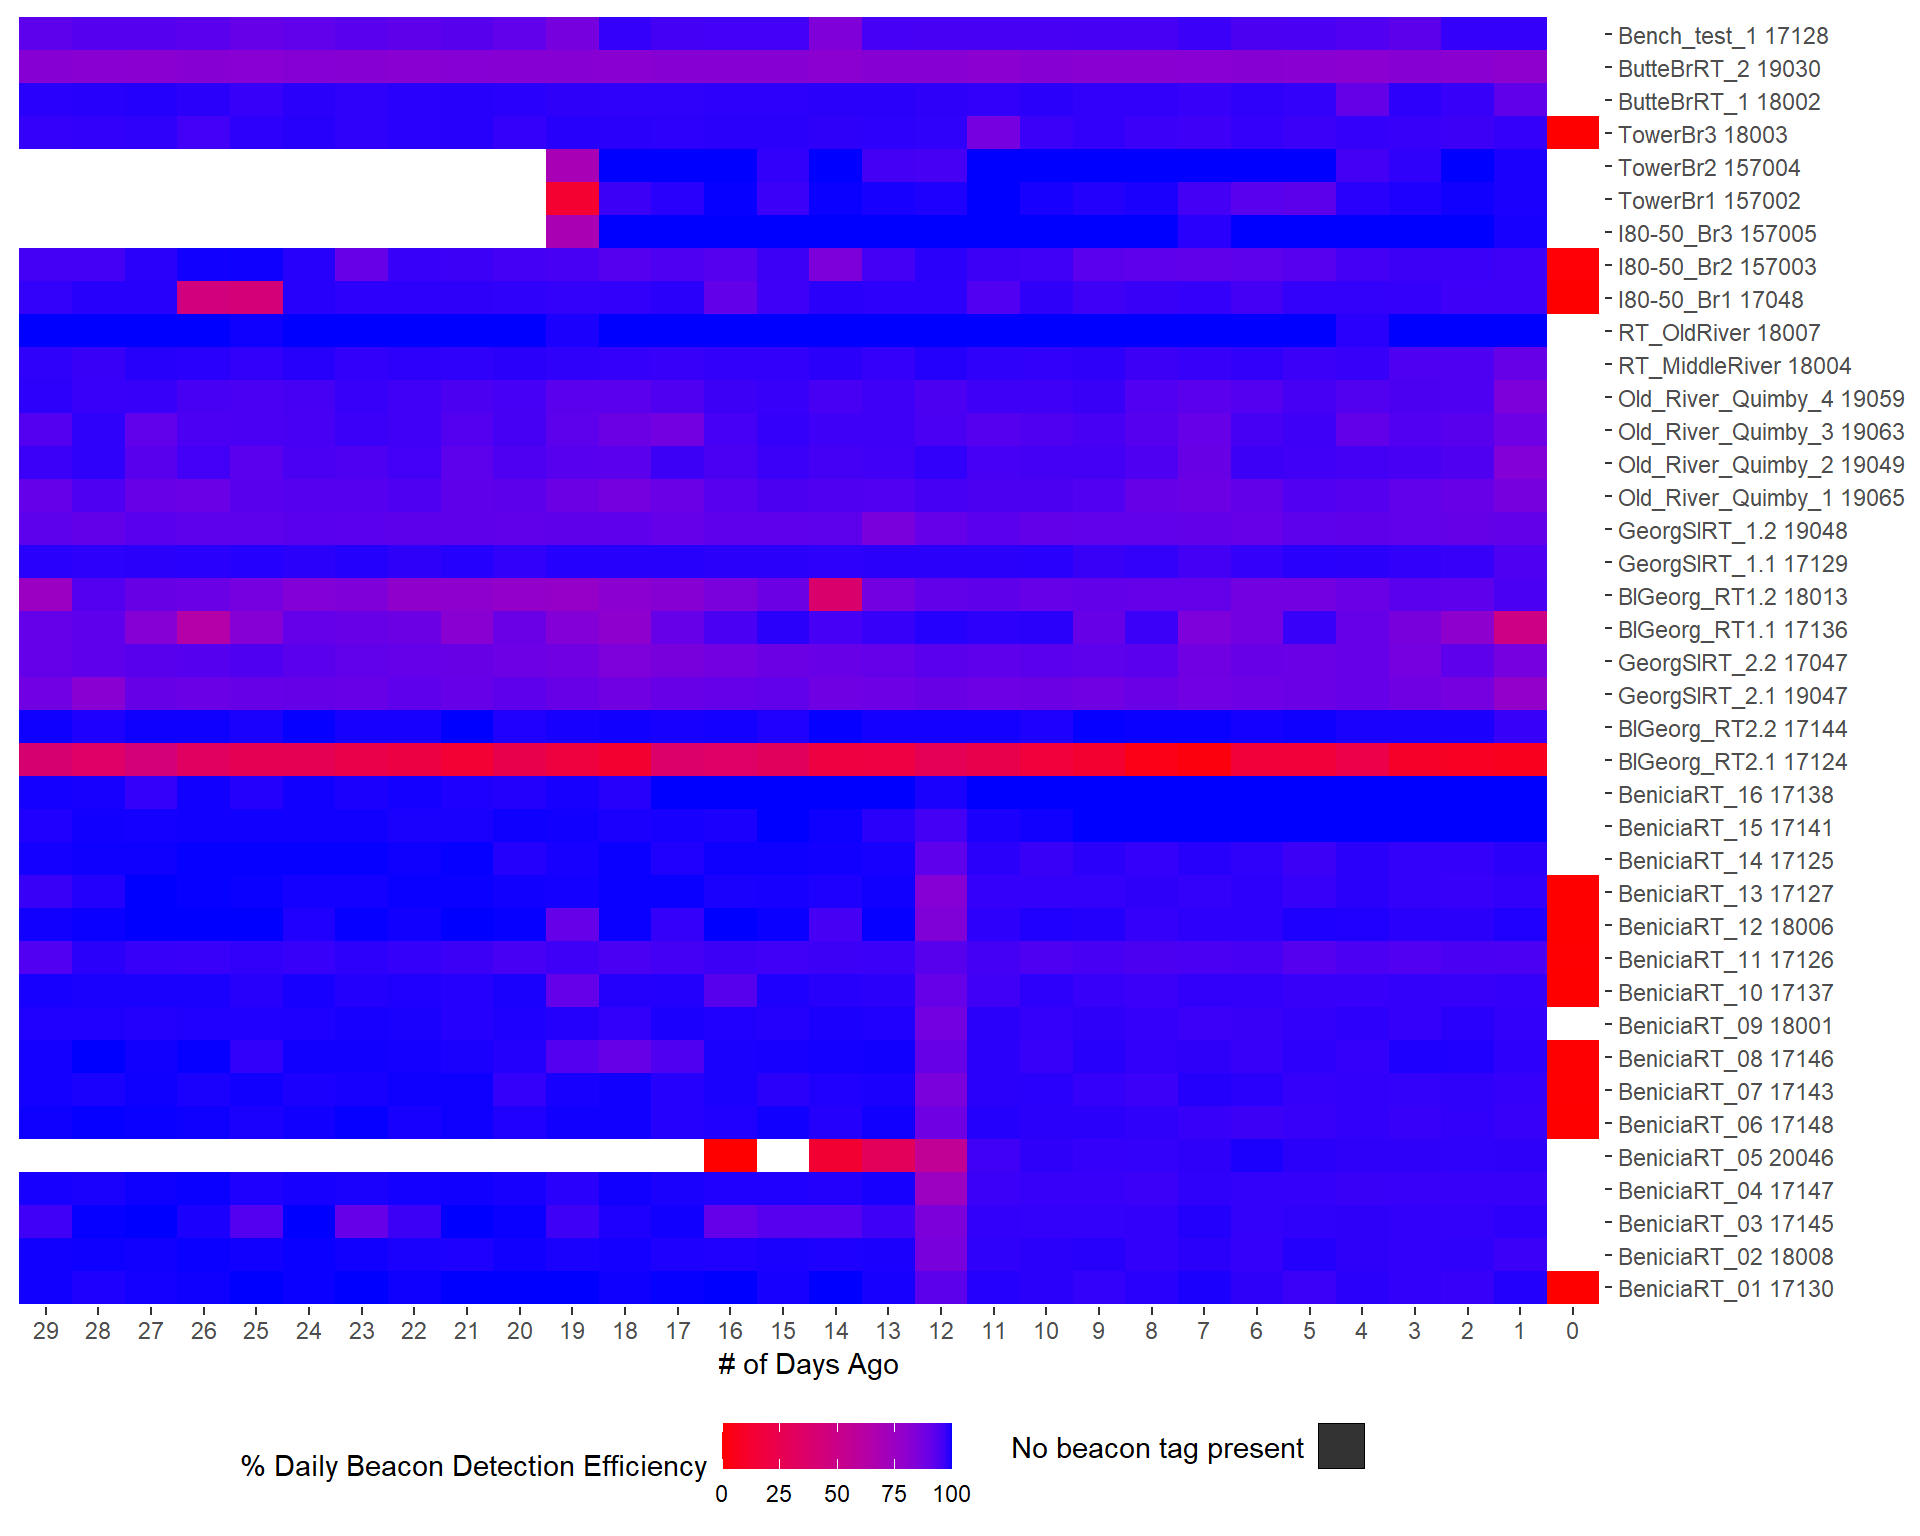 Bench_test_1 17128
ButteBrRT_2 19030
ButteBrRT_1 18002
TowerBr3 18003
TowerBr2 157004
TowerBr1 157002
I80-50_Br3 157005
I80-50_Br2 157003
I80-50_Br1 17048
RT_OldRiver 18007
RT_MiddleRiver 18004
Old_River_Quimby_4 19059
Old_River_Quimby_3 19063
Old_River_Quimby_2 19049
Old_River_Quimby_1 19065
GeorgSlRT_1.2 19048
GeorgSlRT_1.1 17129
BlGeorg_RT1.2 18013
BlGeorg_RT1.1 17136
GeorgSlRT_2.2 17047
GeorgSlRT_2.1 19047
BlGeorg_RT2.2 17144
BlGeorg_RT2.1 17124
BeniciaRT_16 17138
BeniciaRT_15 17141
BeniciaRT_14 17125
BeniciaRT_13 17127
BeniciaRT_12 18006
BeniciaRT_11 17126
BeniciaRT_10 17137
BeniciaRT_09 18001
BeniciaRT_08 17146
BeniciaRT_07 17143
BeniciaRT_06 17148
BeniciaRT_05 20046
BeniciaRT_04 17147
BeniciaRT_03 17145
BeniciaRT_02 18008
BeniciaRT_01 17130
29 28 27 26 25 24 23 22 21 20 19 18 17 16 15 14 13 12 11 10 9 8 7 6 5 4 3 2 1 0
# of Days Ago
% Daily Beacon Detection Efficiency
0 25 50 75 100
No beacon tag present